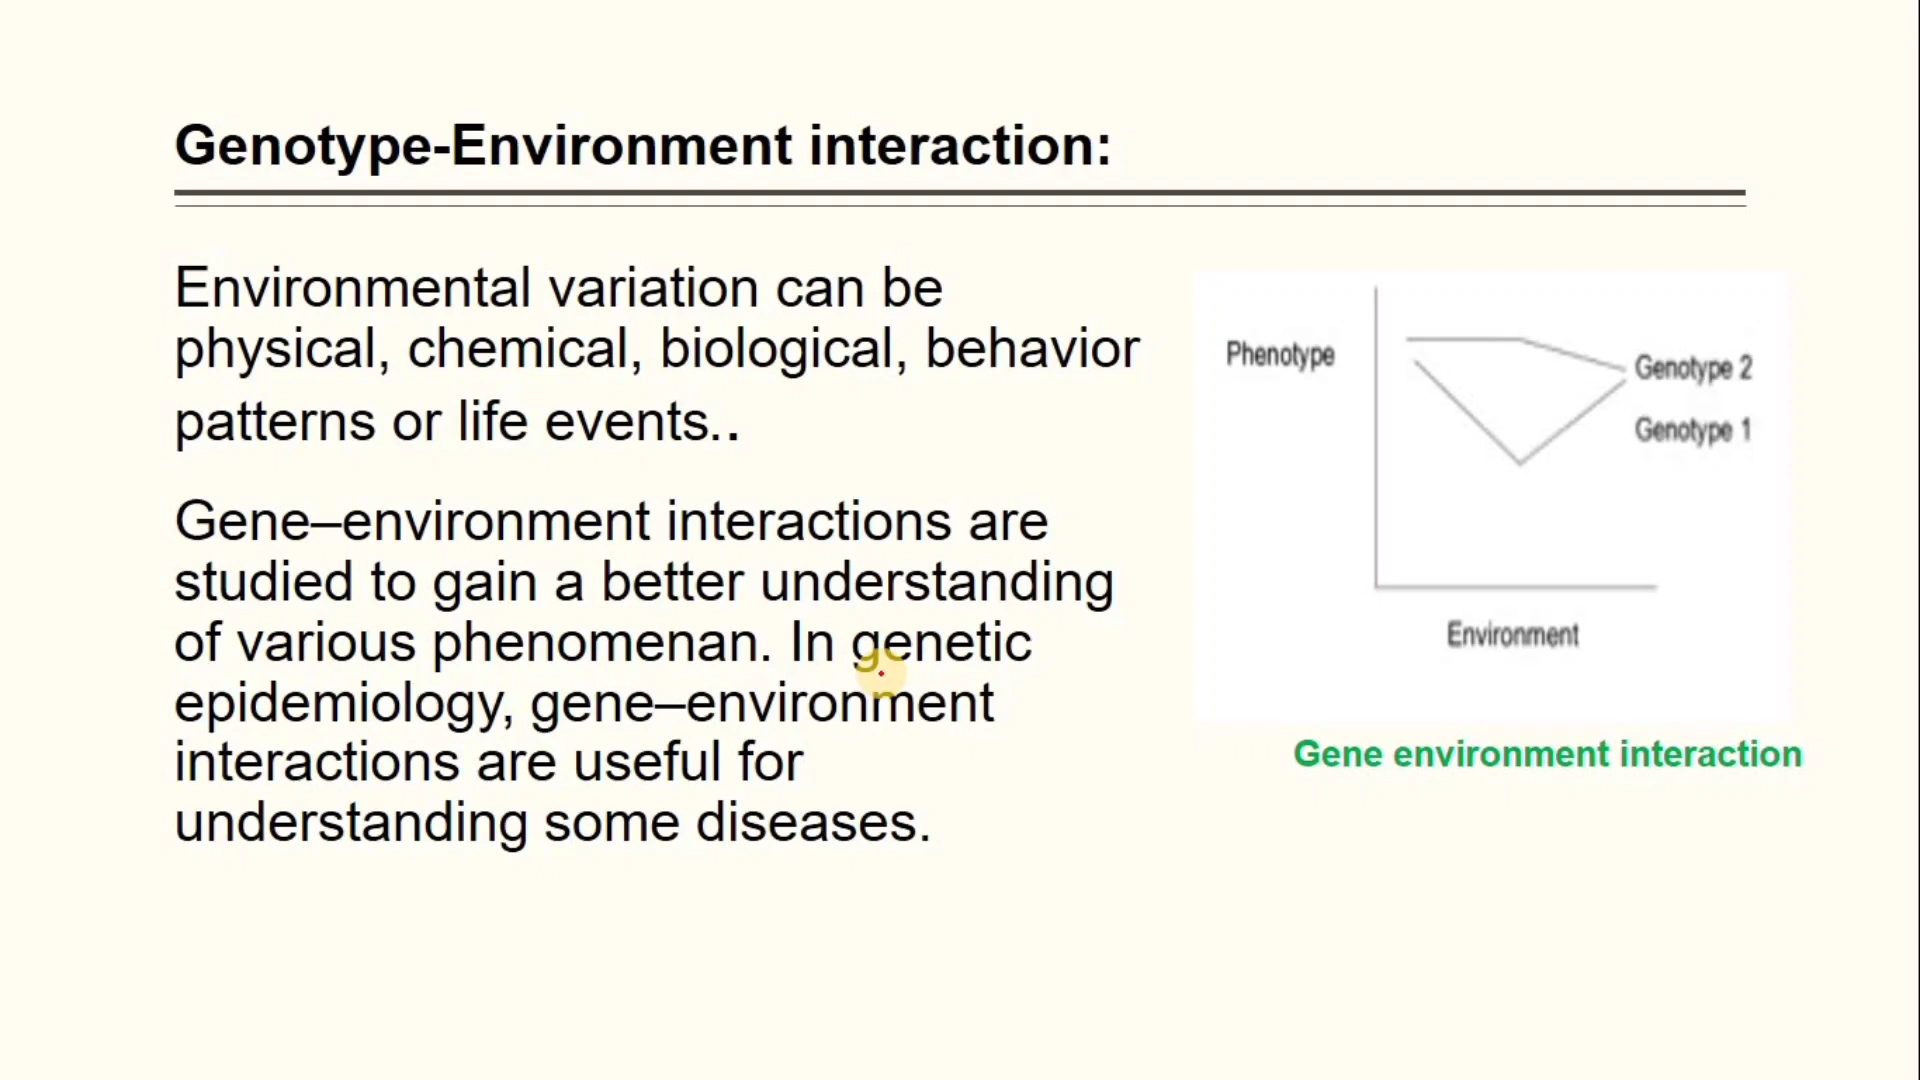 Genotype-Environment interaction:
Environmental variation can be
physical, chemical, biological, behavior
patterns or life events..
Gene–environment interactions are
studied to gain a better understanding
of various phenomenan. In genetic
epidemiology, gene–environment
interactions are useful for
understanding some diseases.
Phenotype
Genotype 2
Genotype 1
Environment
Gene environment interaction